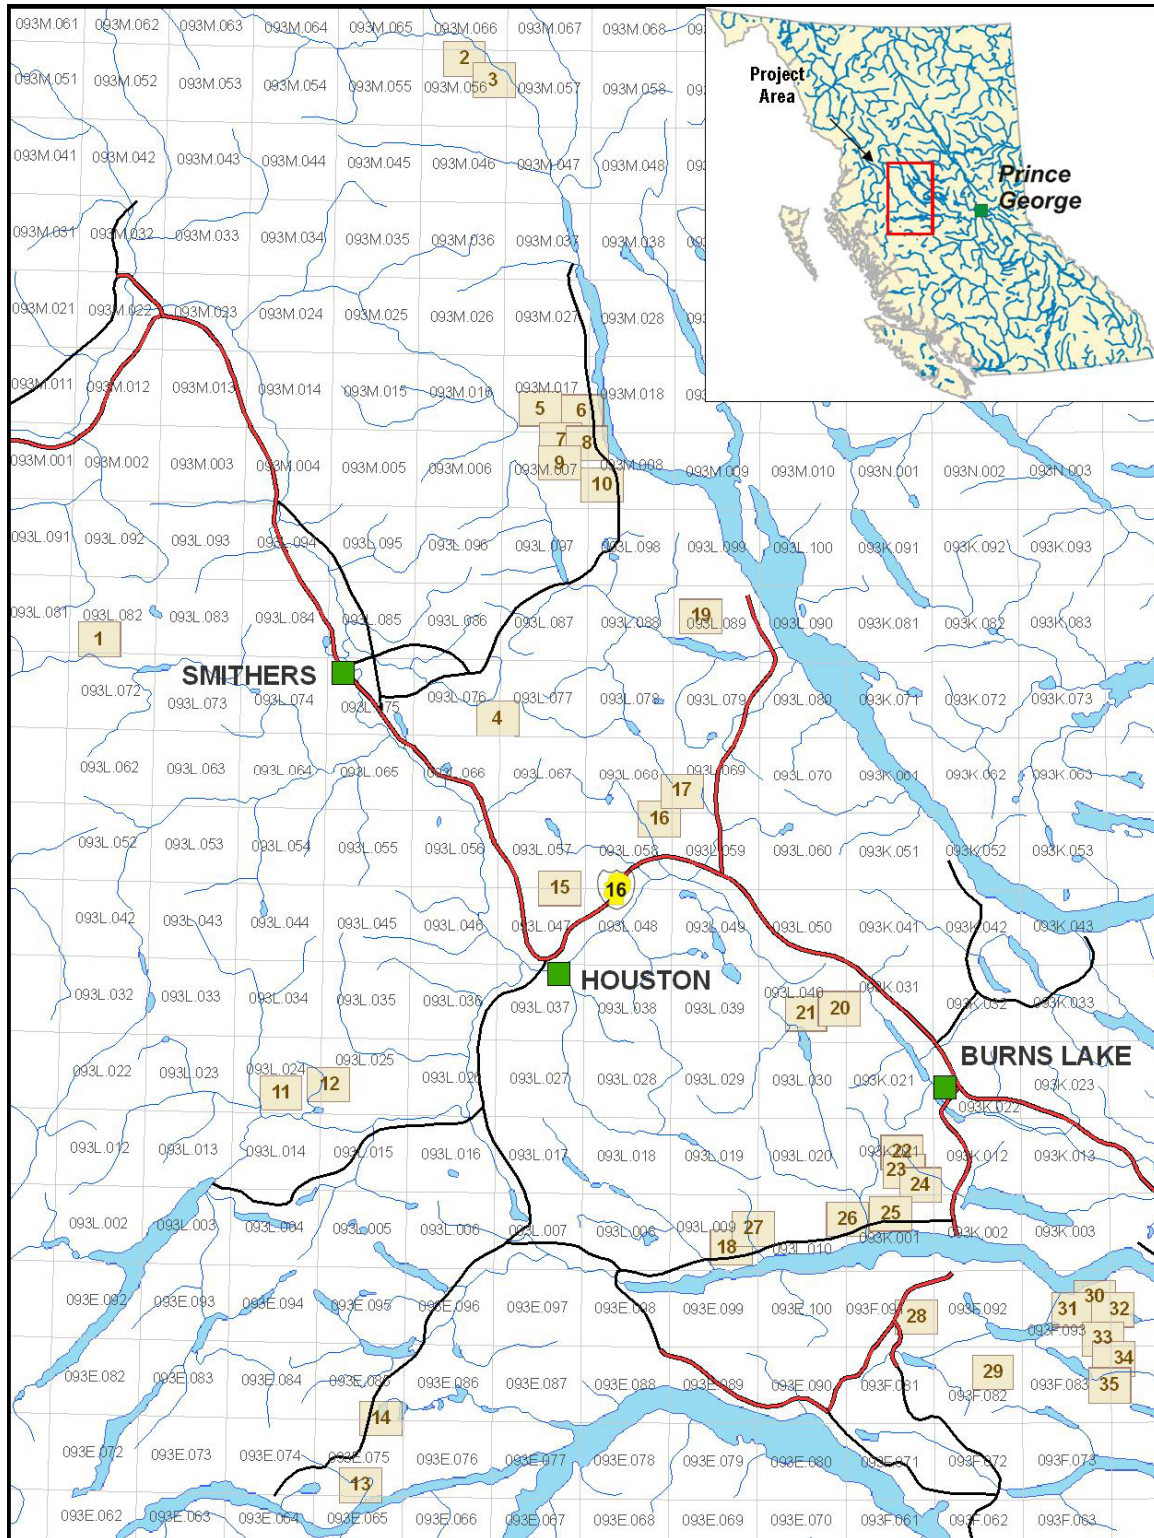 093M.061 093M.062 093M.063 093M.064 093M.065 093M.066 093M.067 093M.068
2
3
093M.051 093M.052 093M.053 093M.054 093M.055 093M.056 093M.057 093M.058
Project
Area
Prince
George
093M.041 093M.042 093M.043 093M.044 093M.045 093M.046 093M.047 093M.048
093M.031 093M.032 093M.033 093M.034 093M.035 093M.036 093M.037 093M.038
093M.021 093M.022 093M.023 093M.024 093M.025 093M.026 093M.027 093M.028
093M.011 093M.012 093M.013 093M.014 093M.015 093M.016 093M.017 093M.018
5 6
7 8
9
10
093M.001 093M.002 093M.003 093M.004 093M.005 093M.006 093M.007 093M.008 093M.009 093M.010 093N.001 093N.002 093N.003
093L.091 093L.092 093L.093 093L.094 093L.095 093L.096 093L.097 093L.098 093L.099 093L.100 093K.091 093K.092 093K.093
093L.081 093L.082 093L.083 093L.084 093L.085 093L.086 093L.087 093L.088 093L.089 093L.090 093K.081 093K.082 093K.083
1
19
SMITHERS
093L.072 093L.073 093L.074 093L.075 093L.076 093L.077 093L.078 093L.079 093L.080 093K.071 093K.072 093K.073
4
093L.062 093L.063 093L.064 093L.065 093L.066 093L.067 093L.068 093L.069 093L.070 093K.061 093K.062 093K.063
17
16
093L.052 093L.053 093L.054 093L.055 093L.056 093L.057 093L.058 093L.059 093L.060 093K.051 093K.052 093K.053
15
16
093L.042 093L.043 093L.044 093L.045 093L.046 093L.047 093L.048 093L.049 093L.050 093K.041 093K.042 093K.043
HOUSTON
093L.032 093L.033 093L.034 093L.035 093L.036 093L.037 093L.038 093L.039 093L.040 093K.031 093K.032 093K.033
21 20
BURNS LAKE
093L.022 093L.023 093L.024 093L.025 093L.026 093L.027 093L.028 093L.029 093L.030 093K.021 093K.022 093K.023
11 12
093L.012 093L.013 093L.014 093L.015 093L.016 093L.017 093L.018 093L.019 093L.020 093K.011 093K.012 093K.013
22
23
24
093L.002 093L.003 093L.004 093L.005 093L.006 093L.007 093L.008 093L.009 093L.010 093K.001 093K.002 093K.003
26 25
27
18
093E.092 093E.093 093E.094 093E.095 093E.096 093E.097 093E.098 093E.099 093E.100 093F.091 093F.092 093F.093
28
30
31 32
33
34
35
29
093E.082 093E.083 093E.084 093E.085 093E.086 093E.087 093E.088 093E.089 093E.090 093F.081 093F.082 093F.083
14
093E.072 093E.073 093E.074 093E.075 093E.076 093E.077 093E.078 093E.079 093E.080 093F.071 093F.072 093F.073
13
093E.062 093E.063 093E.064 093E.065 093E.066 093E.067 093E.068 093E.069 093E.070 093F.061 093F.062 093F.063